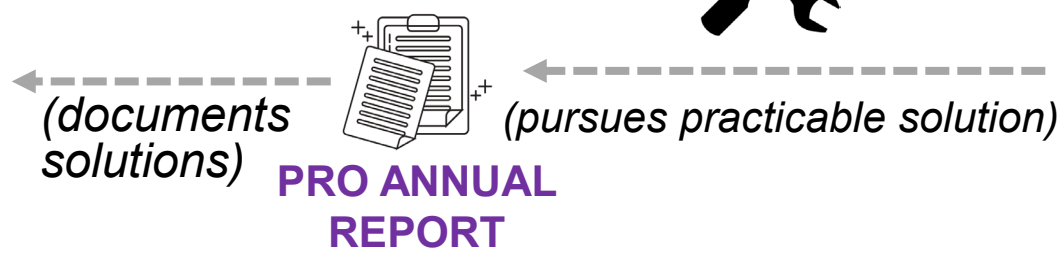 (documents
solutions)
PRO ANNUAL
REPORT
(pursues practicable solution)